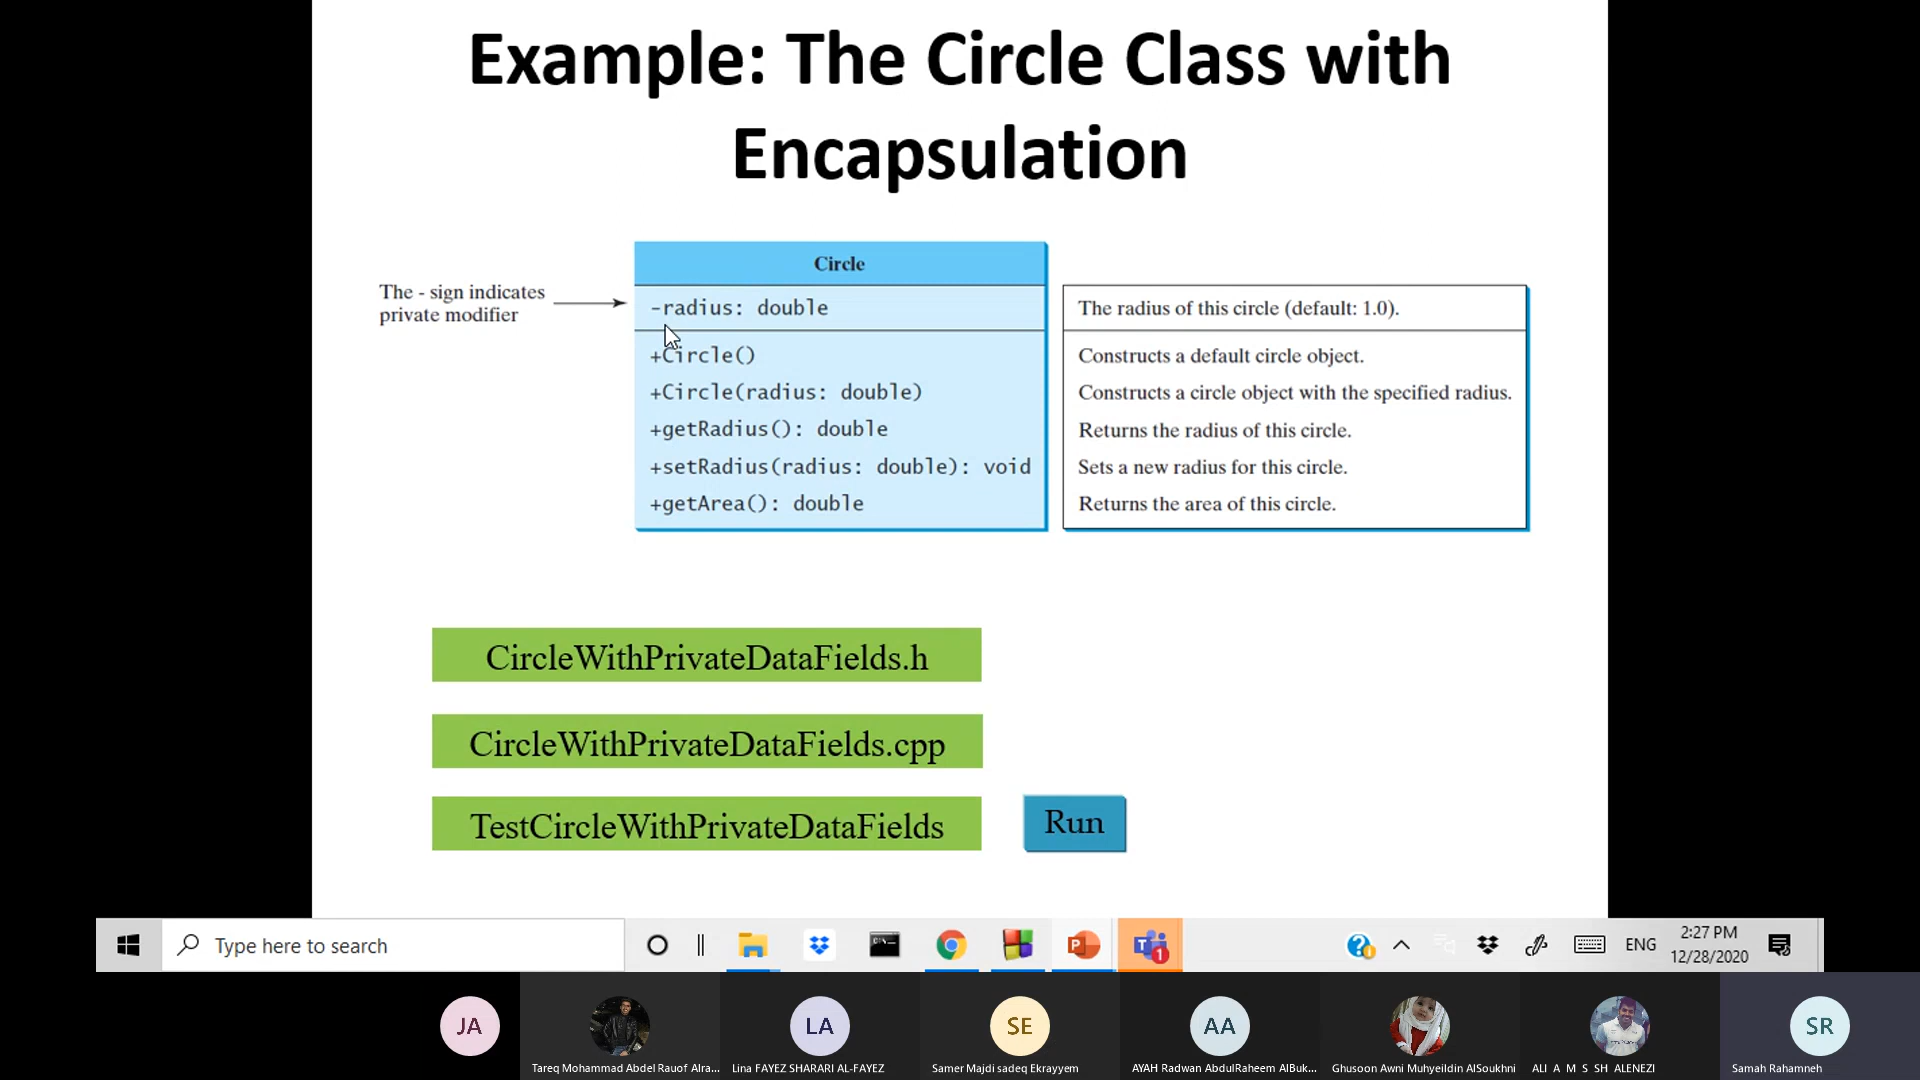 Example: The Circle Class with
Encapsulation
The - sign indicates
private modifier
Circle
-radius: double
+Circle()
+Circle(radius: double)
+getRadius(): double
+setRadius(radius: double): void
+getArea(): double
The radius of this circle (default: 1.0).
Constructs a default circle object.
Constructs a circle object with the specified radius.
Returns the radius of this circle.
Sets a new radius for this circle.
Returns the area of this circle.
CircleWithPrivateDataFields.h
CircleWithPrivateDataFields.cpp
TestCircleWithPrivateDataFields
Run
Type here to search
ENG
2:27 PM
12/28/2020
JA
LA
SE
AA
SR
Tareq Mohammad Abdel Rauof Alra...
Lina FAYEZ SHARARI AL-FAYEZ
Samer Majdi sadeq Ekrayyem
AYAH Radwan AbdulRaheem AlBuk...
Ghusoon Awni Muhyeildin AlSoukhni
ALI A M S SH ALENEZI
Samah Rahamneh